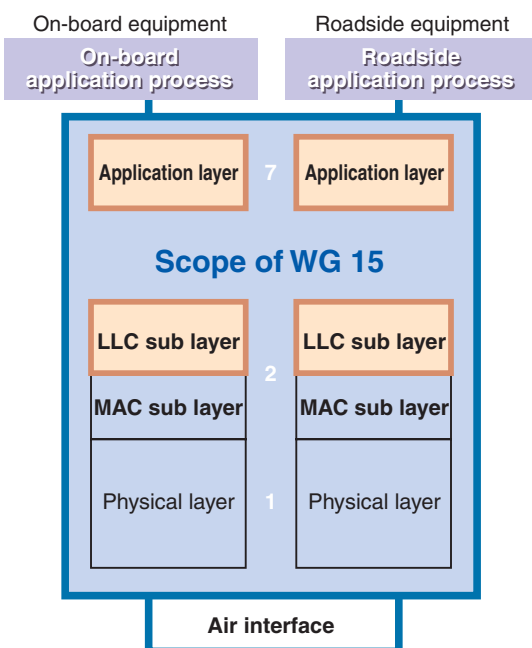 On-board equipment
Roadside equipment
On-board
application process
Roadside
application process
Application layer
7
Application layer
Scope of WG 15
LLC sub layer
LLC sub layer
2
MAC sub layer
MAC sub layer
Physical layer
1
Physical layer
Air interface